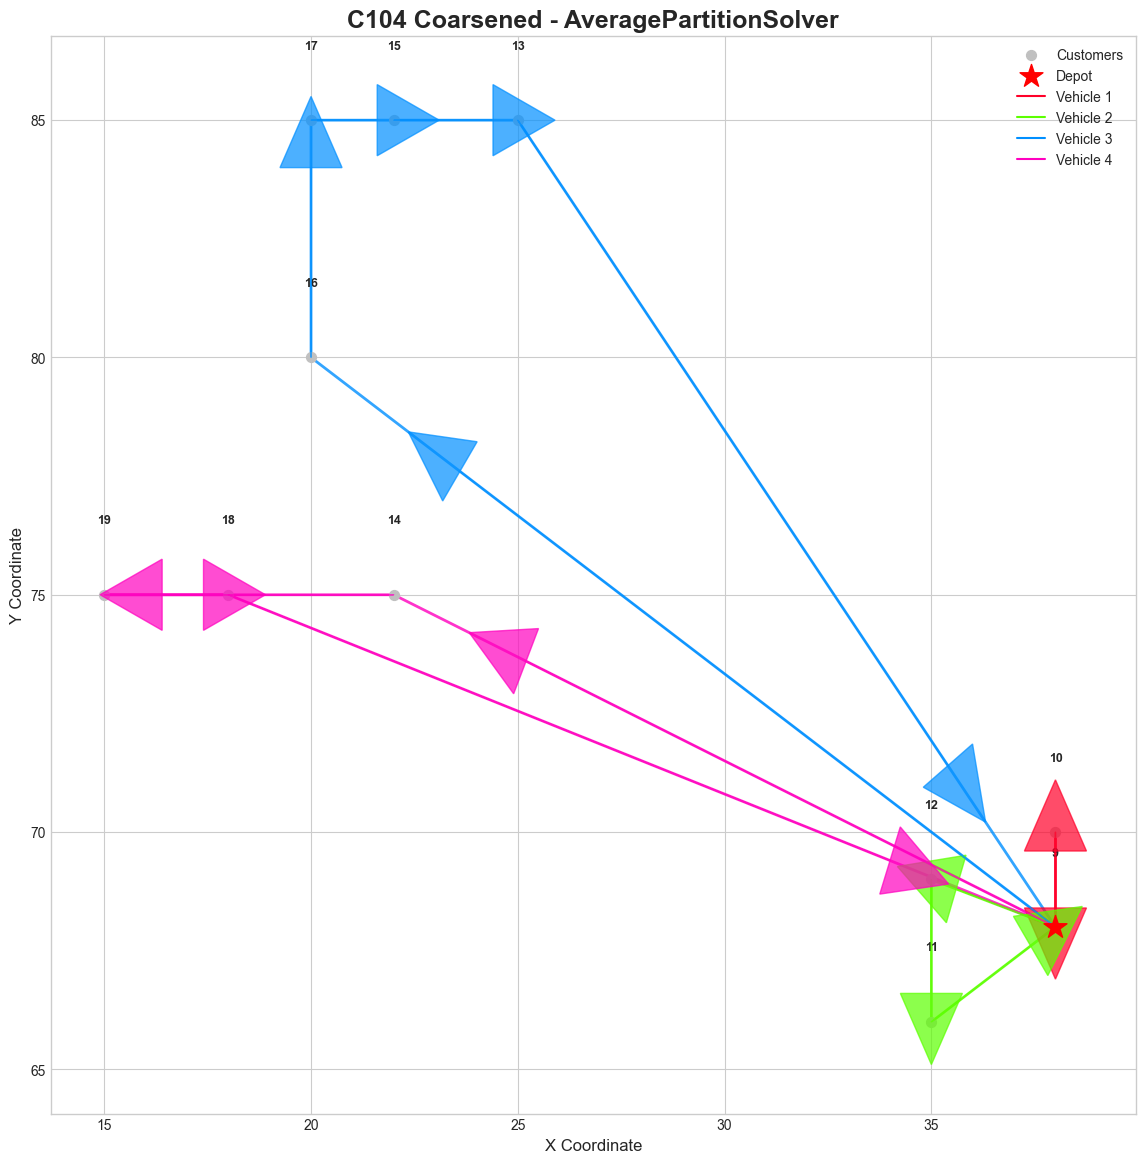 C104 Coarsened - AveragePartitionSolver
17 15 13
Customers
Depot
Vehicle 1
Vehicle 2
Vehicle 3
Vehicle 4
85
16
80
19 18 14
75
10
12
70
9
11
65
15 20 25 30 35
X Coordinate
Y Coordinate